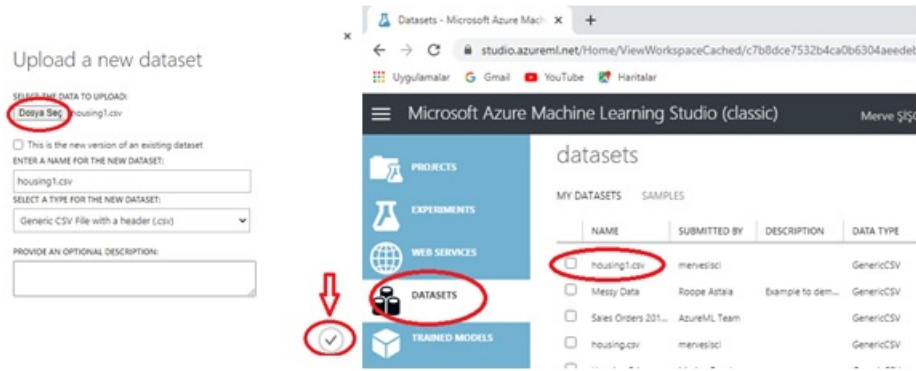 Upload a new dataset
SELECT THE DATA TO UPLOAD:
Dosya Seç housing1.csv
This is the new version of an existing dataset
ENTER A NAME FOR THE NEW DATASET:
housing1.csv
SELECT A TYPE FOR THE NEW DATASET:
Generic CSV File with a header (.csv)
PROVIDE AN OPTIONAL DESCRIPTION:
Datasets - Microsoft Azure Mach
studio.azureml.net/Home/ViewWorkspaceCached/c7b8dce7532b4ca0b6304aeedeb
Uygulamalar Gmail YouTube Haritalar
Microsoft Azure Machine Learning Studio (classic) Merve
PROJECTS
EXPERIMENTS
WEB SERVICES
DATASETS
TRAINED MODELS
datasets
MY DATASETS SAMPLES
NAME SUBMITTED BY DESCRIPTION DATA TYPE
housing1.csv mervesisci GenericCSV
Messy Data Roope Astala Example to dem... GenericCSV
Sales Orders 201... AzureML Team GenericCSV
housing.csv mervesisci GenericCSV